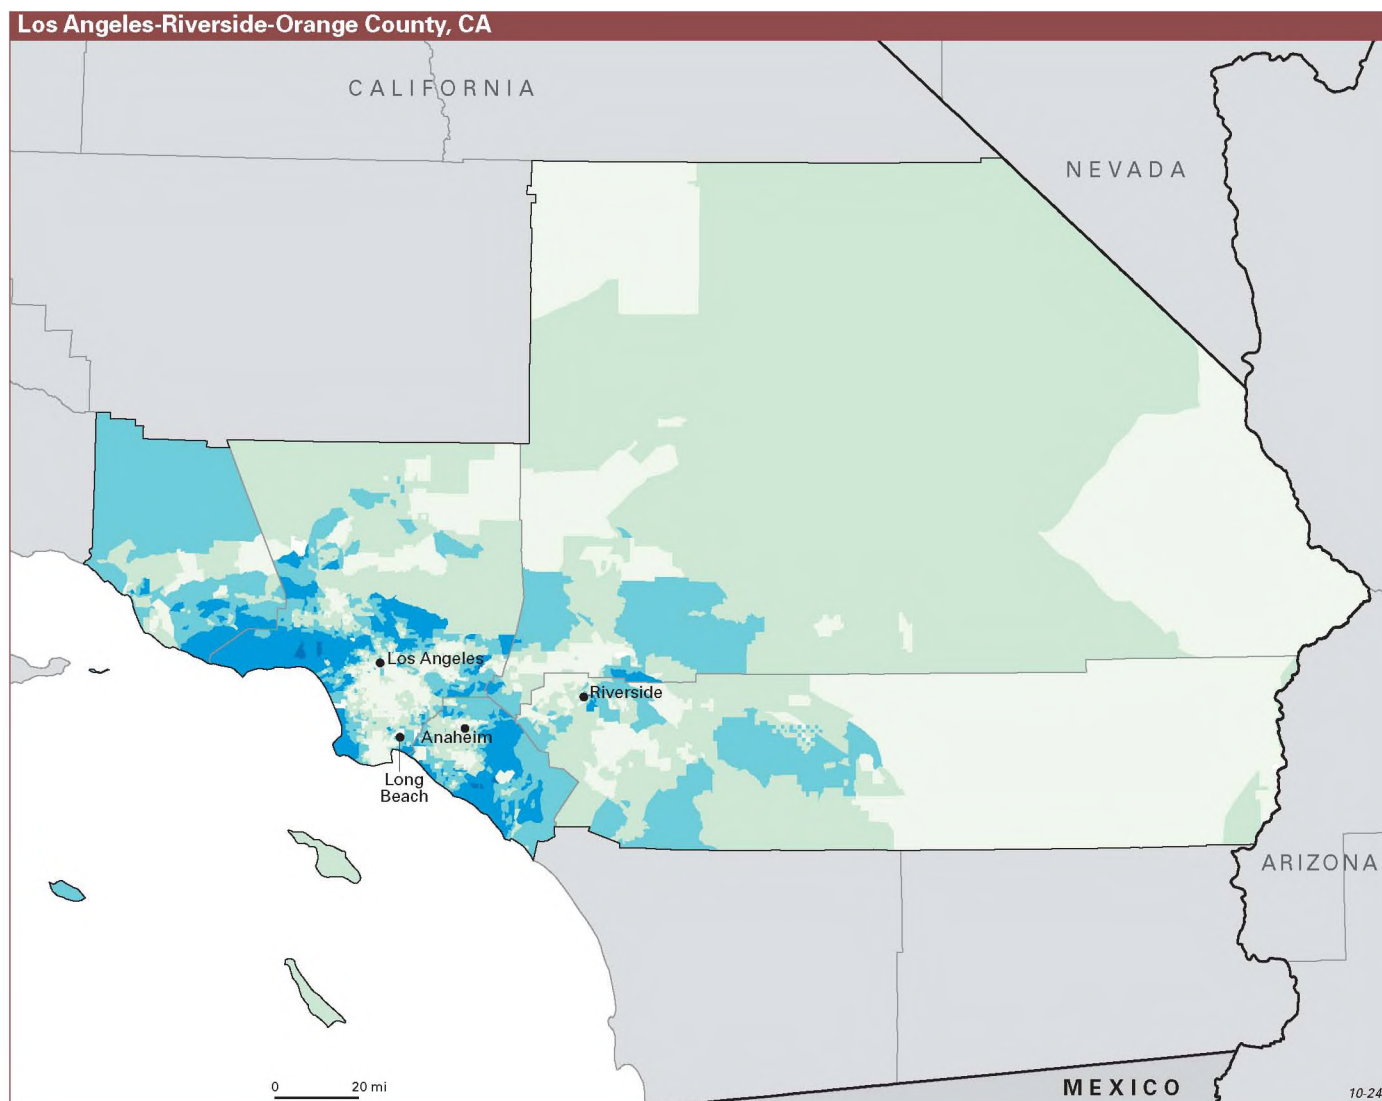 Los Angeles-Riverside-Orange County, CA
CALIFORNIA
NEVADA
Los Angeles
Riverside
Anaheim
Long
Beach
ARIZONA
0 20 mi
MEXICO
10-24